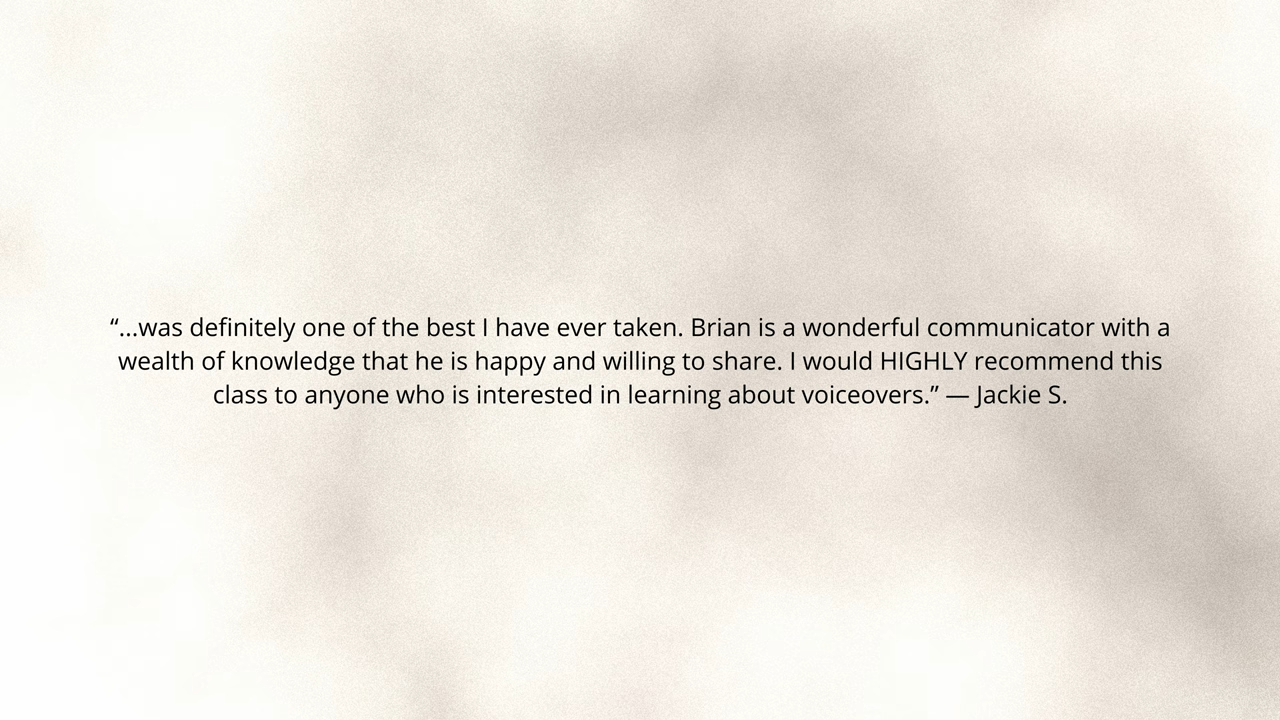 “...was definitely one of the best I have ever taken. Brian is a wonderful communicator with a
wealth of knowledge that he is happy and willing to share. I would HIGHLY recommend this
class to anyone who is interested in learning about voiceovers.” — Jackie S.